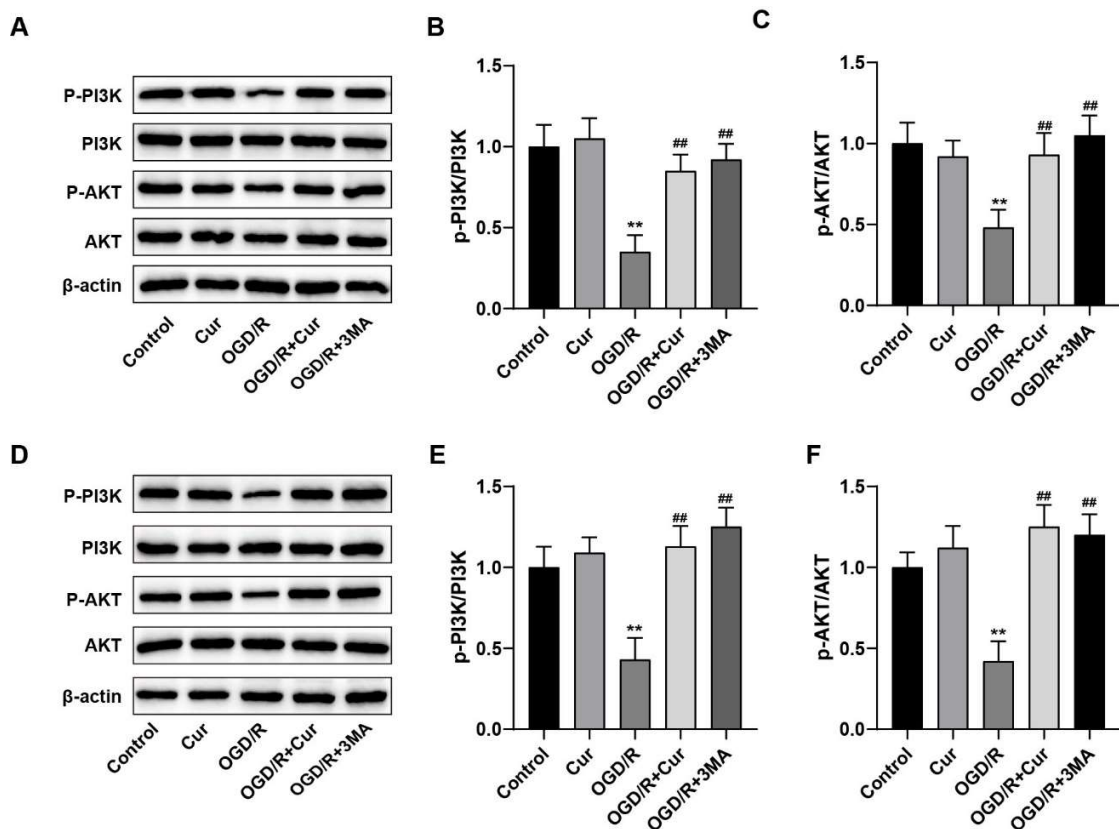 A
P-PI3K
PI3K
P-AKT
AKT
β-actin
Control
Cur
OGD/R
OGD/R+Cur
OGD/R+3MA
B
p-PI3K/PI3K
1.5
1.0
0.5
0.0
**
##
##
Control
Cur
OGD/R
OGD/R+Cur
OGD/R+3MA
C
p-AKT/AKT
1.5
1.0
0.5
0.0
**
##
##
Control
Cur
OGD/R
OGD/R+Cur
OGD/R+3MA
D
P-PI3K
PI3K
P-AKT
AKT
β-actin
Control
Cur
OGD/R
OGD/R+Cur
OGD/R+3MA
E
p-PI3K/PI3K
1.5
1.0
0.5
0.0
**
##
##
Control
Cur
OGD/R
OGD/R+Cur
OGD/R+3MA
F
p-AKT/AKT
1.5
1.0
0.5
0.0
**
##
##
Control
Cur
OGD/R
OGD/R+Cur
OGD/R+3MA